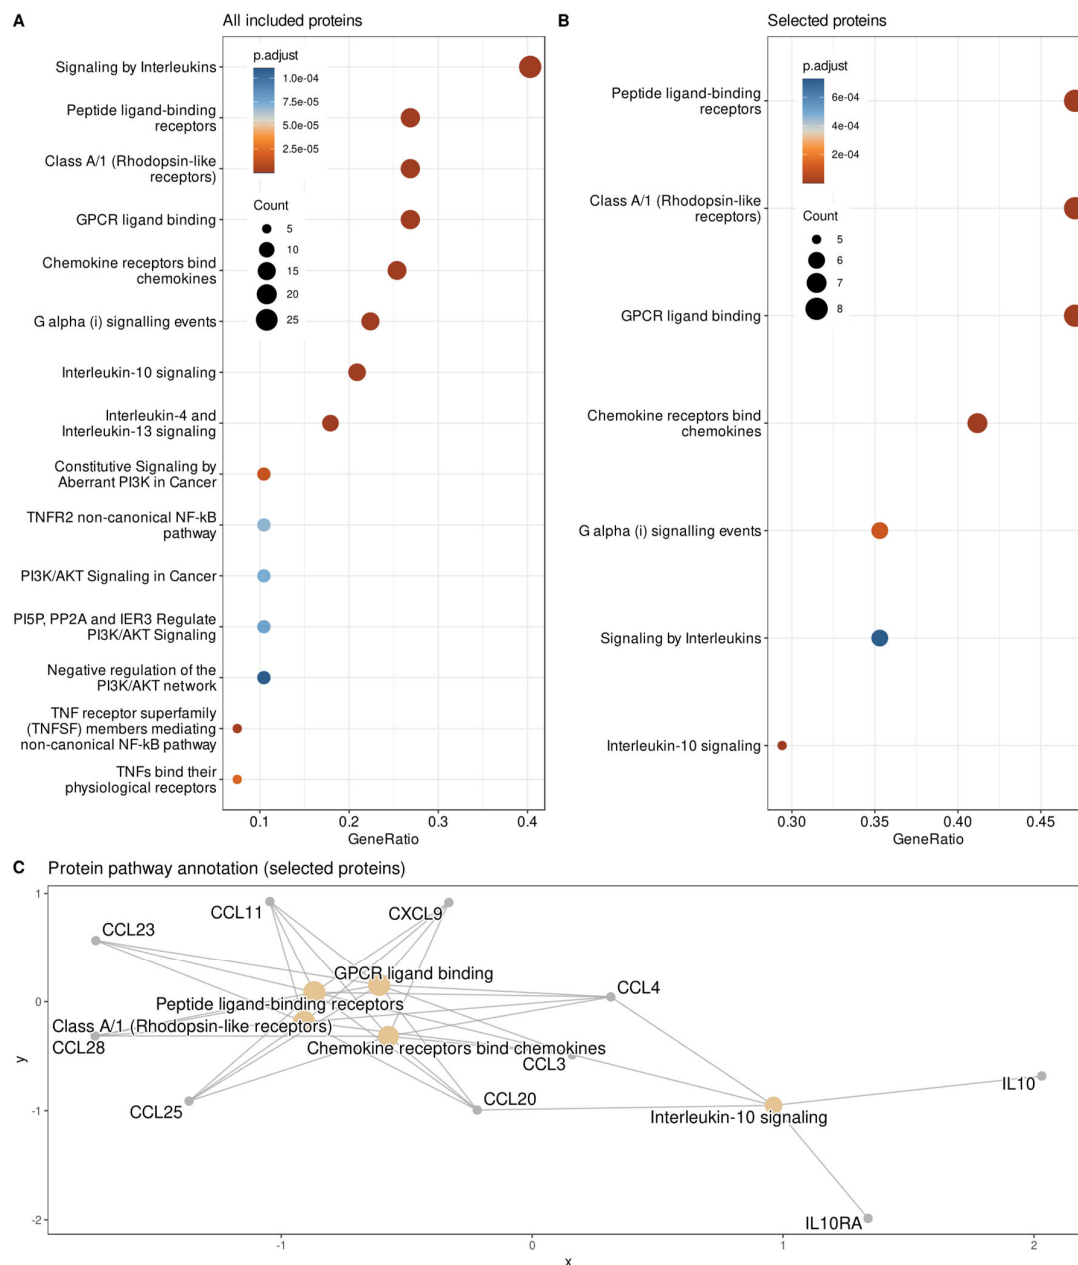 A
All included proteins
Signaling by Interleukins
Peptide ligand-binding
receptors
Class A/1 (Rhodopsin-like
receptors)
GPCR ligand binding
Chemokine receptors bind
chemokines
G alpha (i) signalling events
Interleukin-10 signaling
Interleukin-4 and
Interleukin-13 signaling
Constitutive Signaling by
Aberrant PI3K in Cancer
TNFR2 non-canonical NF-kB
pathway
PI3K/AKT Signaling in Cancer
PI5P, PP2A and IER3 Regulate
PI3K/AKT Signaling
Negative regulation of the
PI3K/AKT network
TNF receptor superfamily
(TNFSF) members mediating
non-canonical NF-kB pathway
TNFs bind their
physiological receptors
p.adjust
1.0e-04
7.5e-05
5.0e-05
2.5e-05
Count
5
10
15
20
25
0.1
0.2
0.3
0.4
GeneRatio
B
Selected proteins
Peptide ligand-binding
receptors
Class A/1 (Rhodopsin-like
receptors)
GPCR ligand binding
Chemokine receptors bind
chemokines
G alpha (i) signalling events
Signaling by Interleukins
Interleukin-10 signaling
p.adjust
6e-04
4e-04
2e-04
Count
5
6
7
8
0.30
0.35
0.40
0.45
GeneRatio
C
Protein pathway annotation (selected proteins)
1
0
-1
-2
y
CCL11
CXCL9
CCL23
GPCR ligand binding
CCL4
Peptide ligand-binding receptors
Class A/1 (Rhodopsin-like receptors)
CCL28
Chemokine receptors bind chemokines
CCL3
IL10
CCL25
CCL20
Interleukin-10 signaling
IL10RA
-1
0
1
2
x